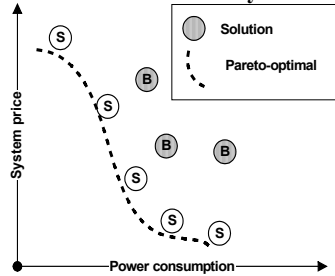 Solution
Pareto-optimal
S
B
S
B
B
S
S
S
System price
Power consumption